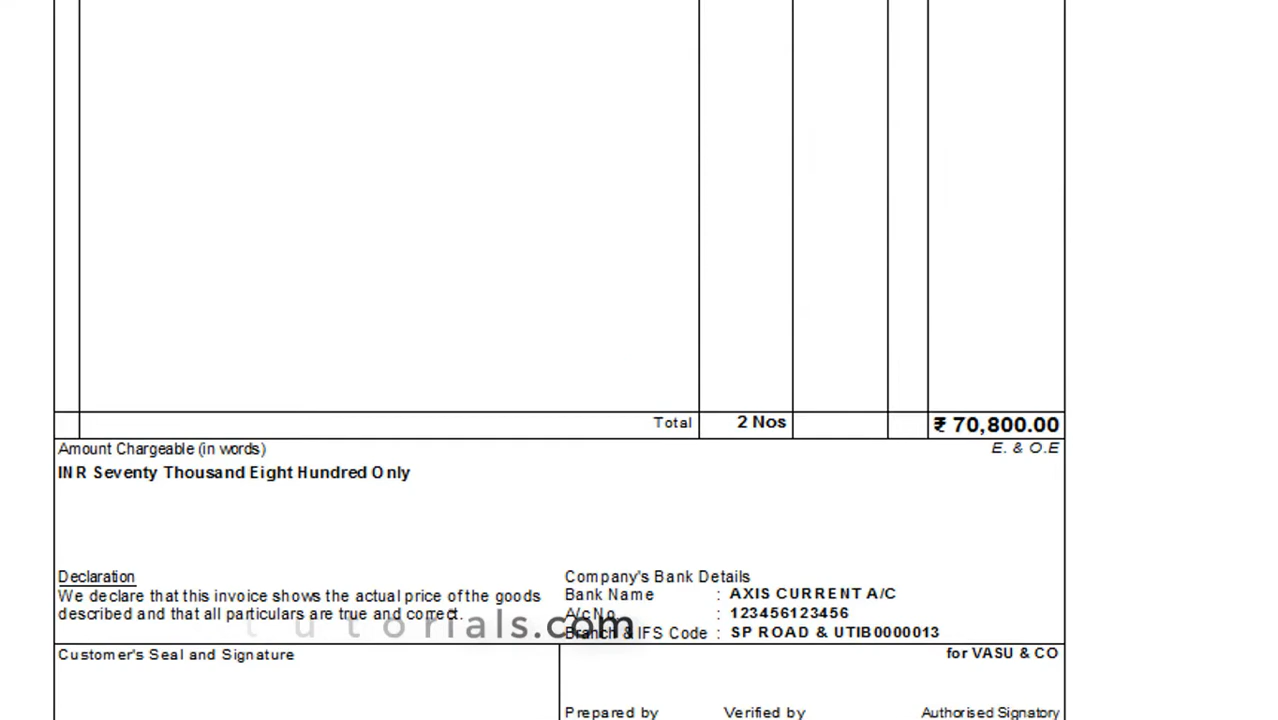 Total 2 Nos ₹ 70,800.00
Amount Chargeable (in words) E. & O.E
INR Seventy Thousand Eight Hundred Only
Declaration
We declare that this invoice shows the actual price of the goods
described and that all particulars are true and correct.
Company's Bank Details
Bank Name : AXIS CURRENT A/C
A/c No. : 123456123456
Branch & IFS Code : SP ROAD & UTIB0000013
tutorials.com
Customer's Seal and Signature
for VASU & CO
Prepared by Verified by Authorised Signatory